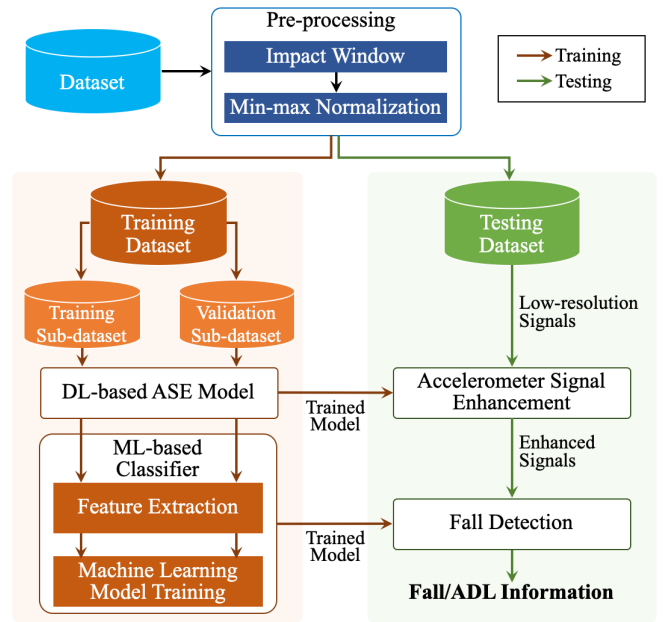 Pre-processing
Dataset
Impact Window
Min-max Normalization
Training
Testing
Training
Dataset
Testing
Dataset
Training
Sub-dataset
Validation
Sub-dataset
Low-resolution
Signals
DL-based ASE Model
Trained
Model
Accelerometer Signal
Enhancement
ML-based
Classifier
Enhanced
Signals
Feature Extraction
Trained
Model
Fall Detection
Machine Learning
Model Training
Fall/ADL Information